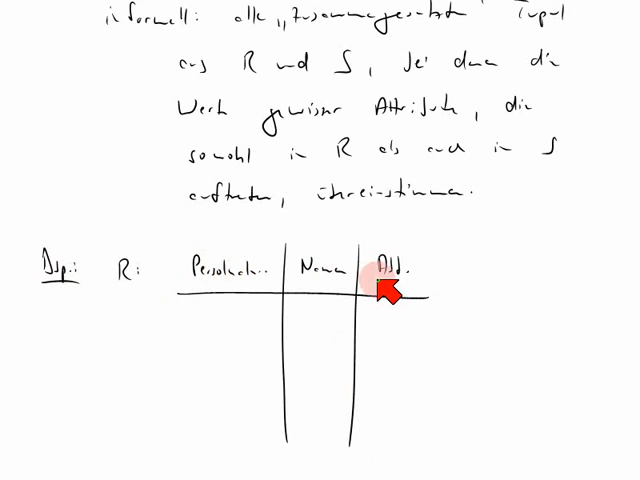 informell: alle „zusammengesetzten“ Tupel
aus R und S, bei denen die
Werte gewisser Attribute, die
sowohl in R als auch in S
auftreten, übereinstimmen.
Bsp.: R: Name Abt.